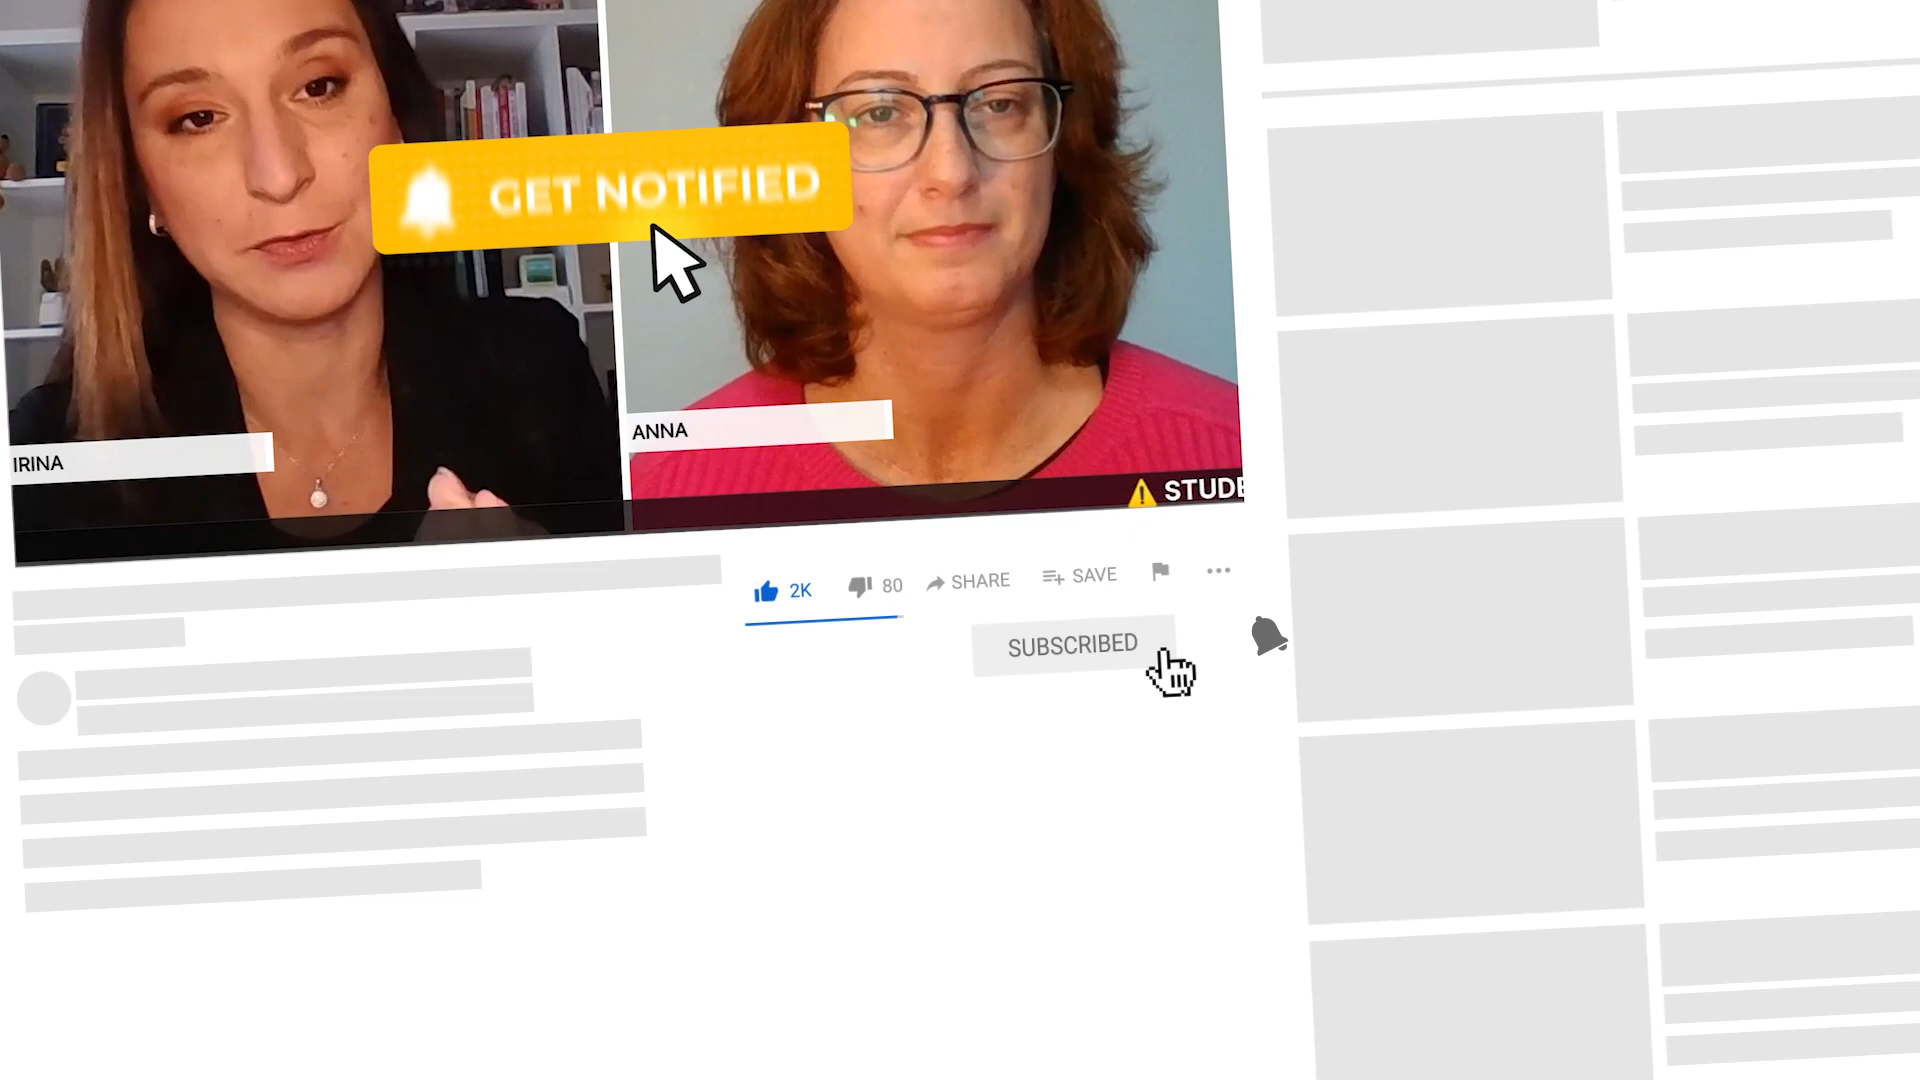 GET NOTIFIED
IRINA
ANNA
⚠️ STUDE
2K
80
SHARE
SAVE
SUBSCRIBED